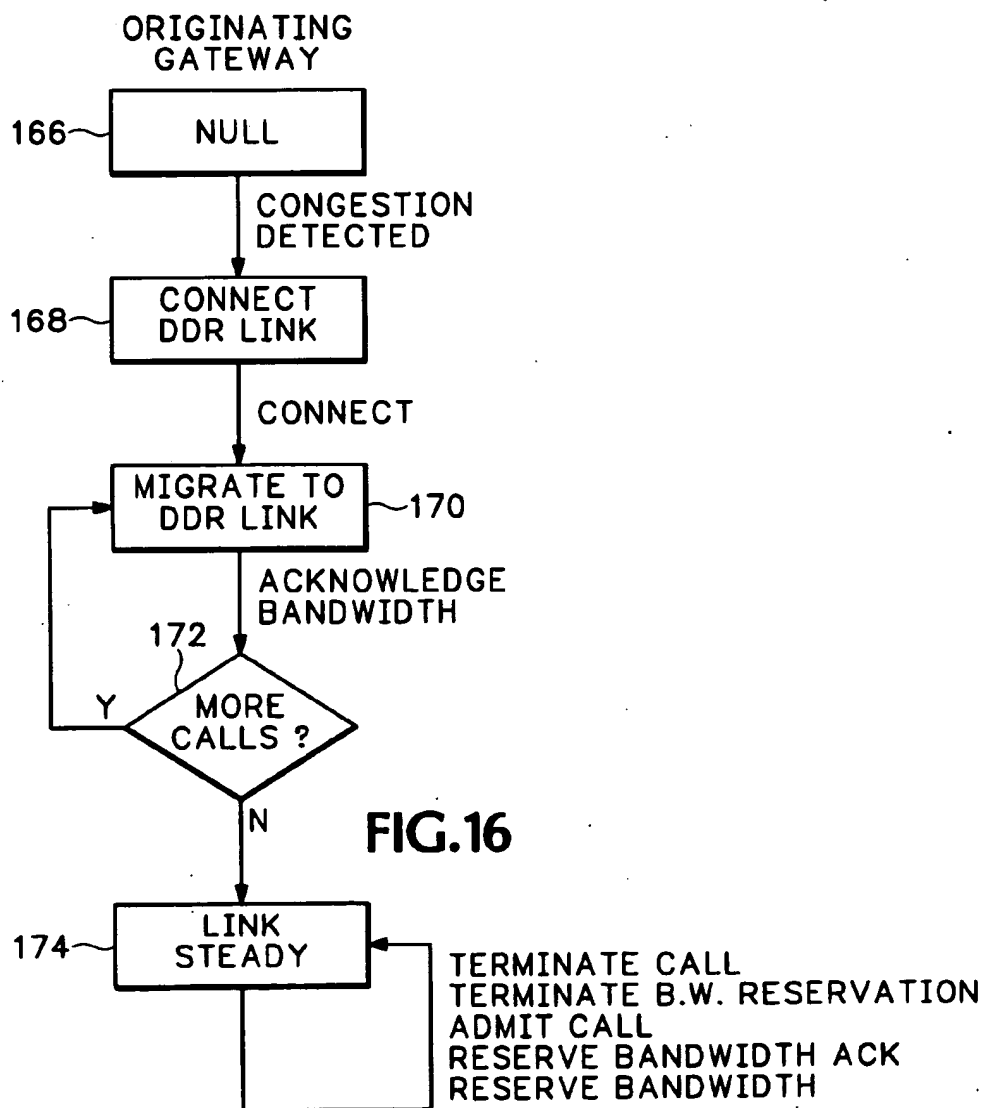 ORIGINATING
GATEWAY
166
NULL
CONGESTION
DETECTED
168
CONNECT
DDR LINK
CONNECT
MIGRATE TO
DDR LINK
170
ACKNOWLEDGE
BANDWIDTH
172
Y
MORE
CALLS ?
N
FIG.16
174
LINK
STEADY
TERMINATE CALL
TERMINATE B.W. RESERVATION
ADMIT CALL
RESERVE BANDWIDTH ACK
RESERVE BANDWIDTH